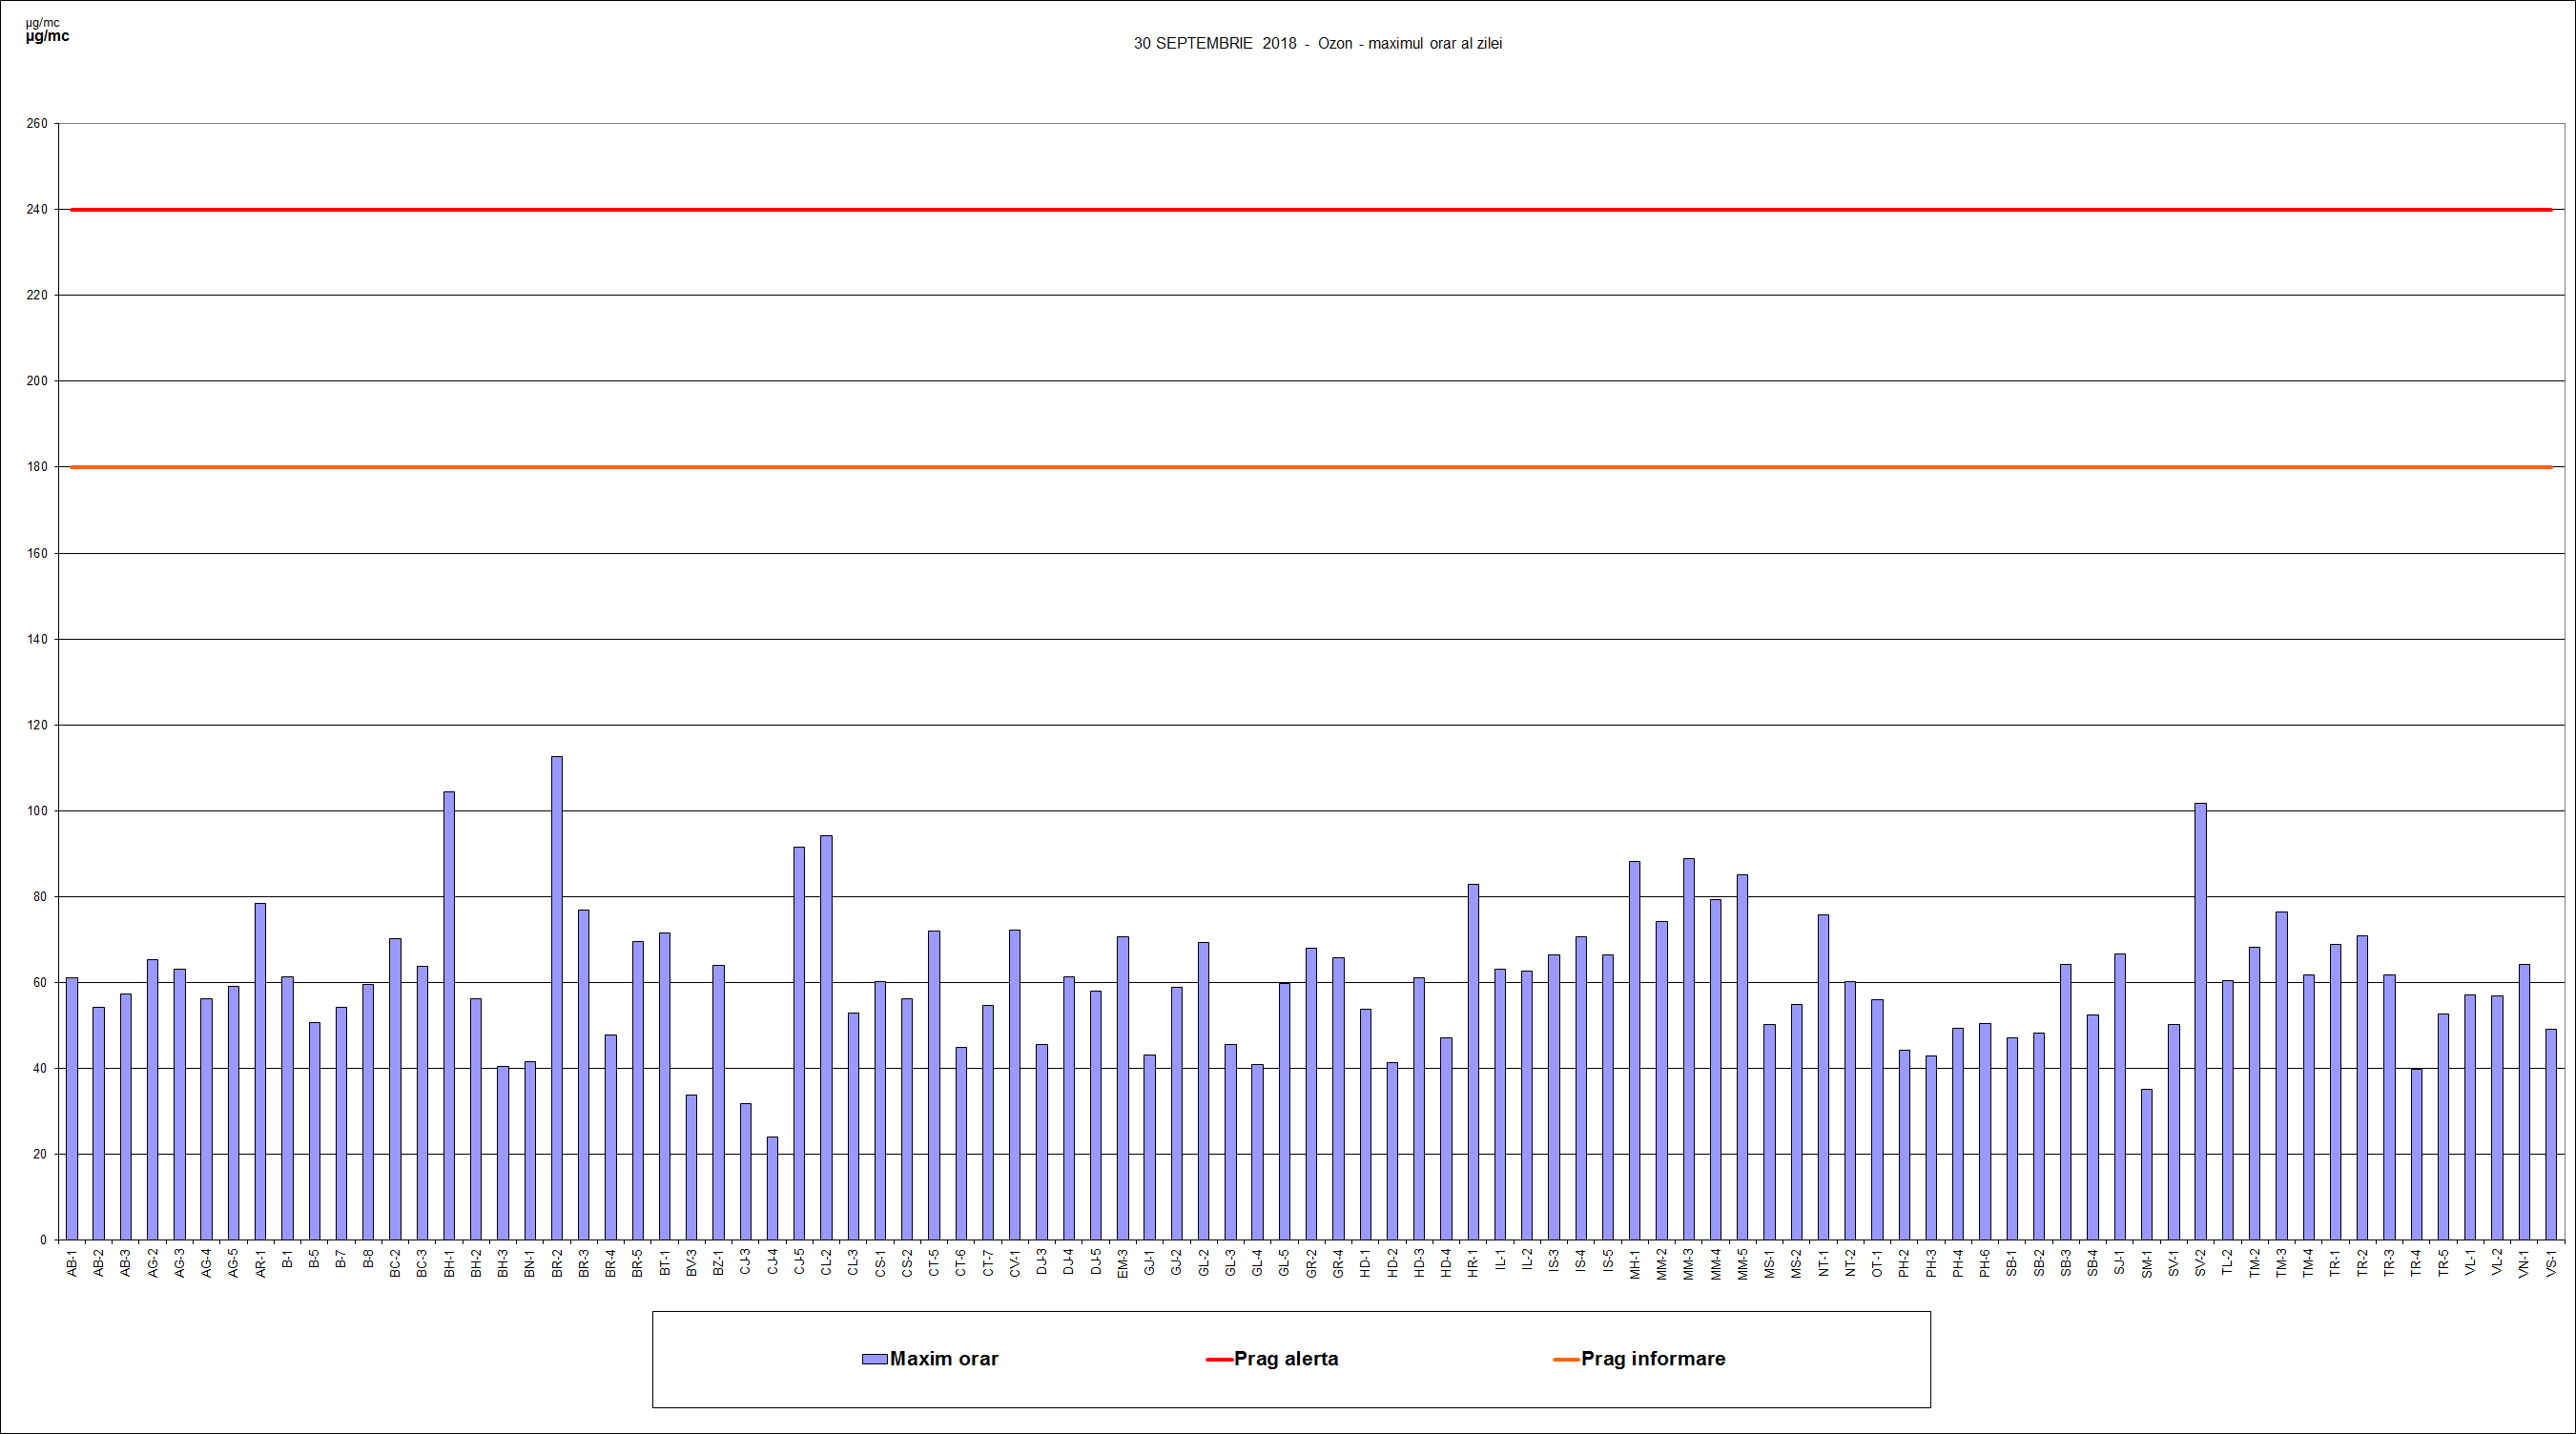 µg/mc
µg/mc
30 SEPTEMBRIE 2018 - Ozon - maximul orar al zilei
260
240
220
200
180
160
140
120
100
80
60
40
20
0
AB-1 AB-2 AB-3 AG-2 AG-3 AG-4 AG-5 AR-1 B-1 B-5 B-7 B-8 BC-2 BC-3 BH-1 BH-2 BH-3 BN-1 BR-2 BR-3 BR-4 BR-5 BT-1 BV-3 BZ-1 CJ-3 CJ-4 CJ-5 CL-2 CL-3 CS-1 CS-2 CT-5 CT-6 CT-7 CV-1 DJ-3 DJ-4 DJ-5 EM-3 GJ-1 GJ-2 GL-2 GL-3 GL-4 GL-5 GR-2 GR-4 HD-1 HD-2 HD-3 HD-4 HR-1 IL-1 IL-2 IS-3 IS-4 IS-5 MH-1 MM-2 MM-3 MM-4 MM-5 MS-1 MS-2 NT-1 NT-2 OT-1 PH-2 PH-3 PH-4 PH-6 SB-1 SB-2 SB-3 SB-4 SJ-1 SM-1 SV-1 SV-2 TL-2 TM-2 TM-3 TM-4 TR-1 TR-2 TR-3 TR-4 TR-5 VL-1 VL-2 VN-1 VS-1
Maxim orar Prag alerta Prag informare